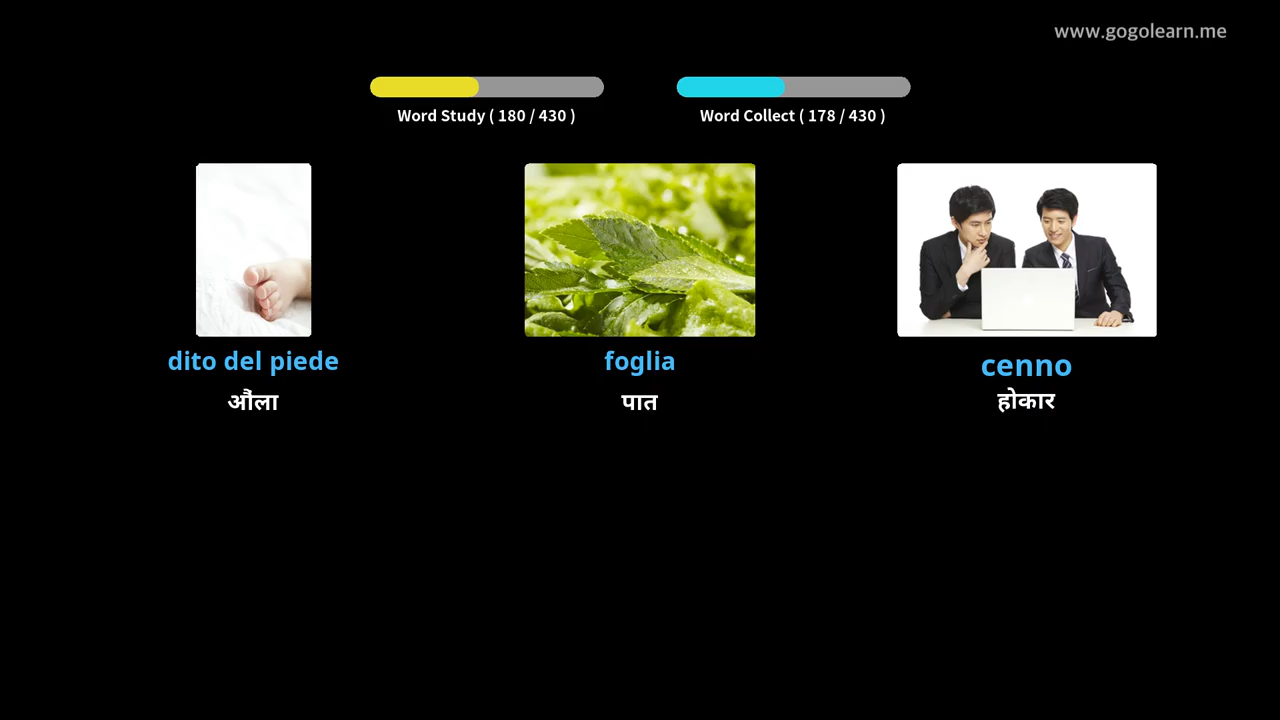 www.gogolearn.me
Word Study ( 180 / 430 )
Word Collect ( 178 / 430 )
dito del piede
foglia
cenno
औंला
पात
होकार